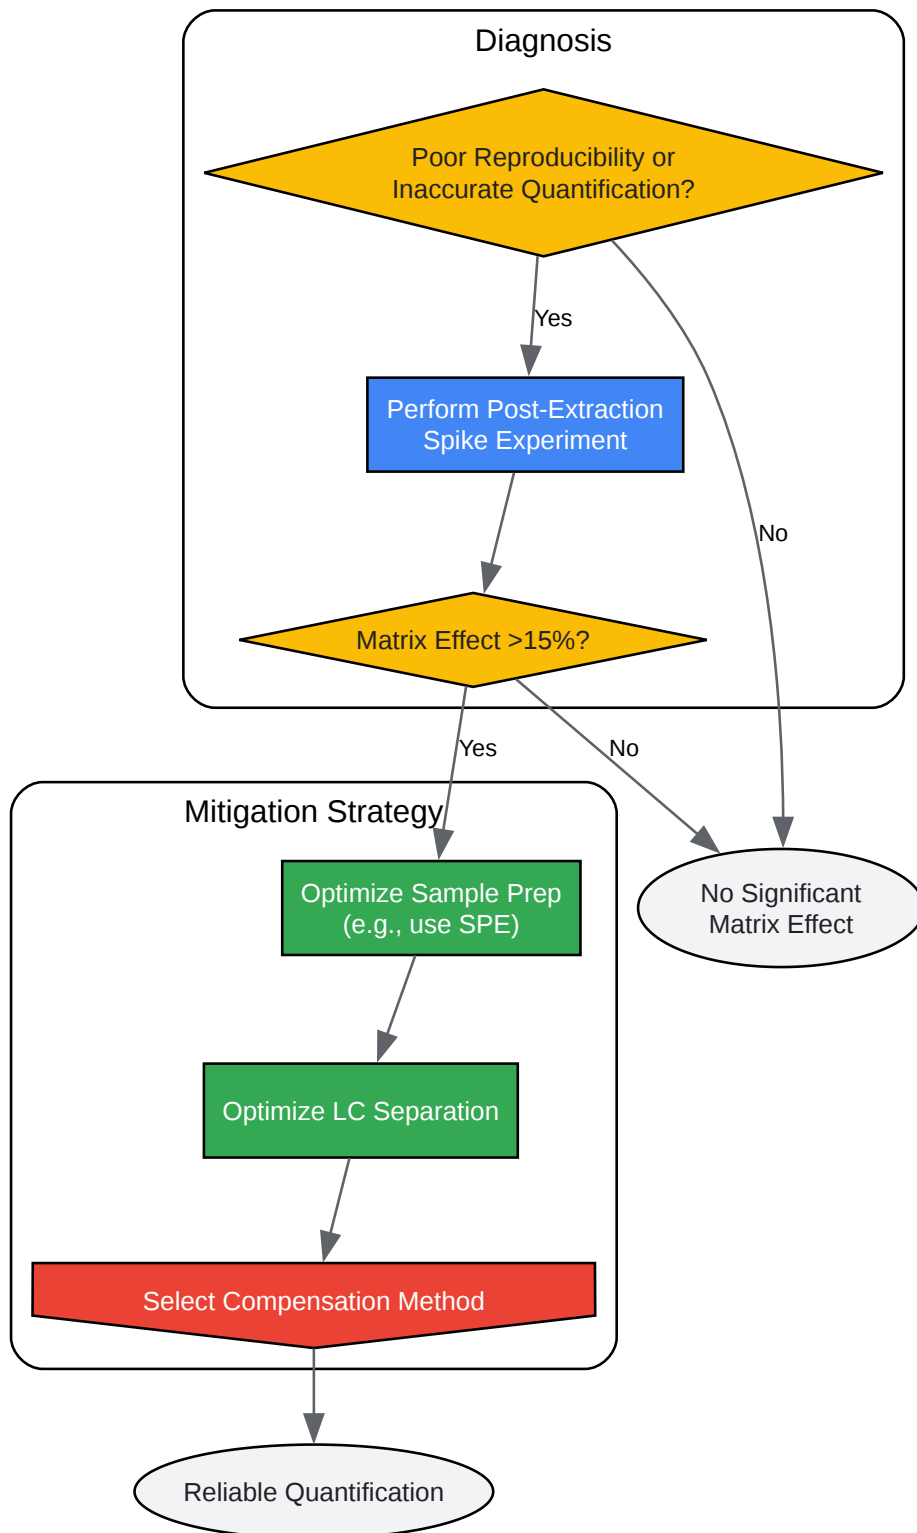 Diagnosis
Poor Reproducibility or
Inaccurate Quantification?
Yes
Perform Post-Extraction
Spike Experiment
No
Matrix Effect >15%?
Yes
No
Mitigation Strategy
Optimize Sample Prep
(e.g., use SPE)
No Significant
Matrix Effect
Optimize LC Separation
Select Compensation Method
Reliable Quantification